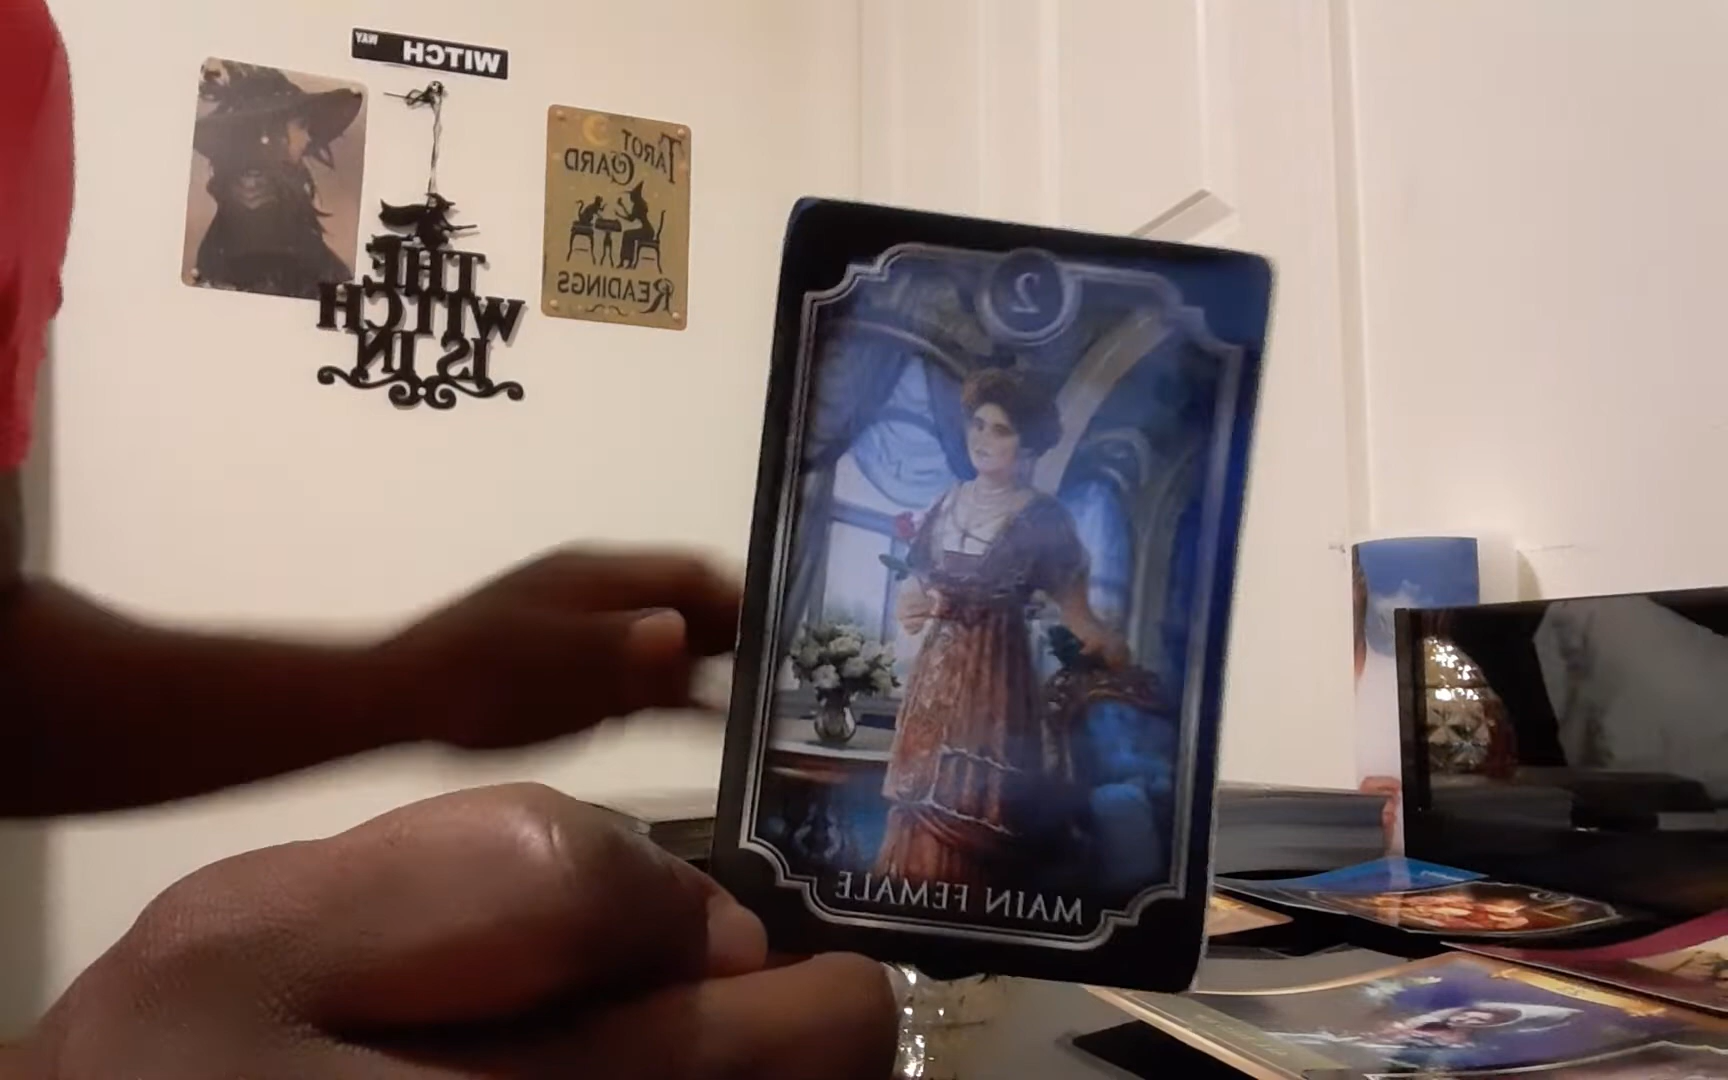 WITCH WAY
THE
WITCH
IS IN
TAROT
CARD
READINGS
2
MAIN FEMALE